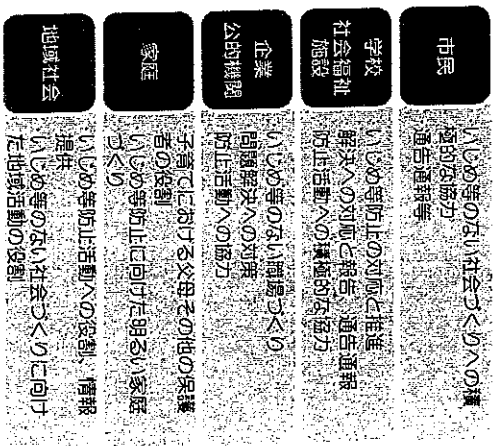 市民
いじめ等のない社会づくりへの積
極的な協力
通告通報等
学校
社会福祉
施設
いじめ等防止の対応と推進
解決への対応と報告、通告通報
防止活動への積極的な協力
企業
公的機関
いじめ等のない職場づくり
問題解決への対策
防止活動への協力
家庭
子育てにおける父母その他の保護
者の役割
いじめ等防止に向けた明るい家庭
づくり
地域社会
いじめ等防止活動への役割、情報
提供
いじめ等のない社会づくりに向け
た地域活動の役割